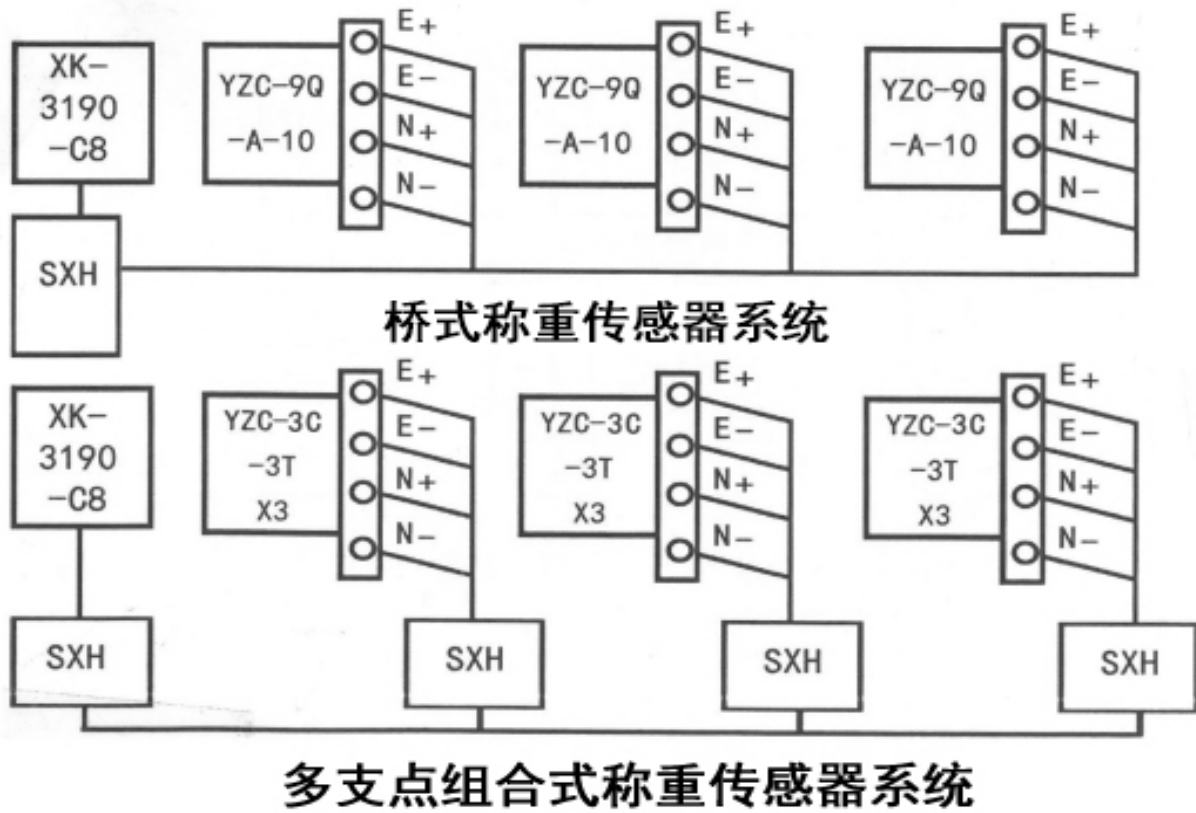 XK-
3190
-C8
YZC-9Q
-A-10
E+
E-
N+
N-
YZC-9Q
-A-10
E+
E-
N+
N-
YZC-9Q
-A-10
E+
E-
N+
N-
SXH
桥式称重传感器系统
XK-
3190
-C8
YZC-3C
-3T
X3
E+
E-
N+
N-
YZC-3C
-3T
X3
E+
E-
N+
N-
YZC-3C
-3T
X3
E+
E-
N+
N-
SXH
SXH
SXH
SXH
多支点组合式称重传感器系统